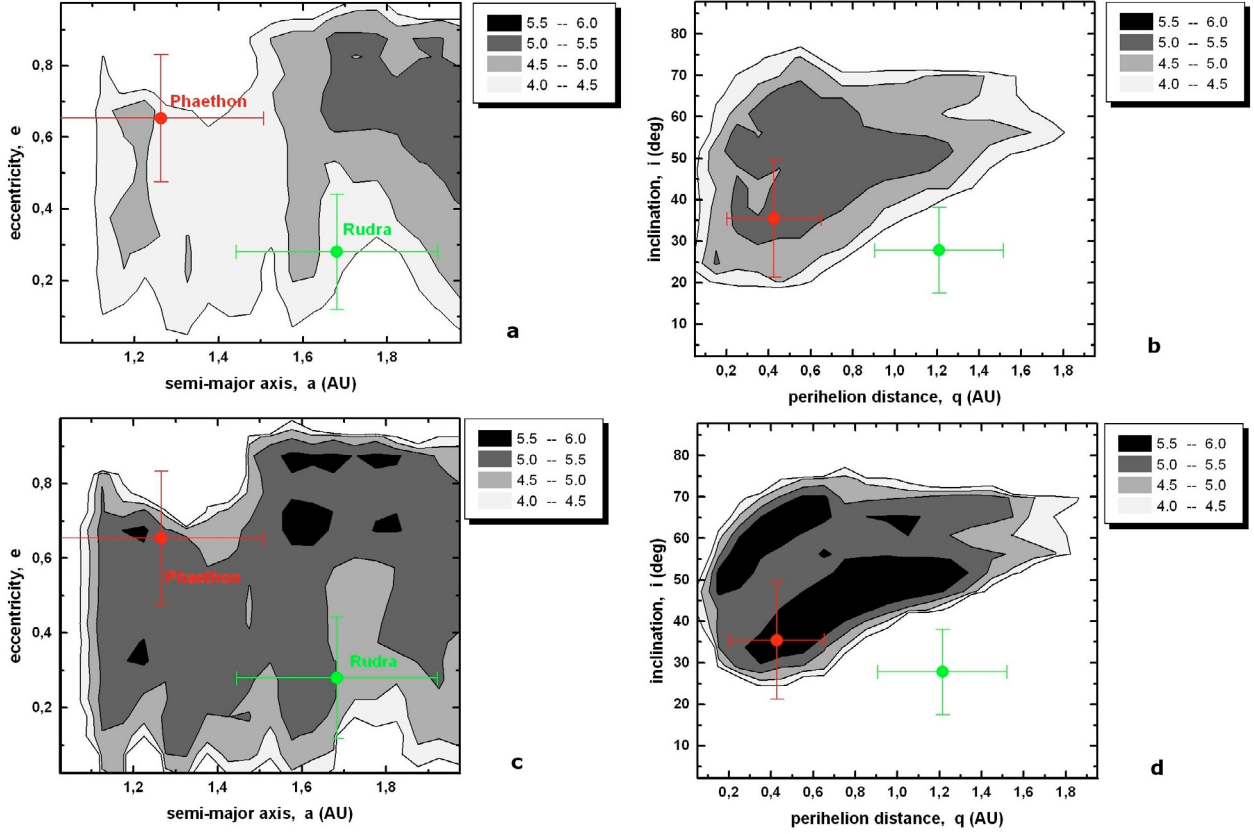 0,8
0,6
0,4
0,2
eccentricity, e
1,2
1,4
1,6
1,8
semi-major axis, a (AU)
Phaethon
Rudra
5.5 -- 6.0
5.0 -- 5.5
4.5 -- 5.0
4.0 -- 4.5
a
80
70
60
50
40
30
20
10
inclination, i (deg)
0,2
0,4
0,6
0,8
1,0
1,2
1,4
1,6
1,8
perihelion distance, q (AU)
5.5 -- 6.0
5.0 -- 5.5
4.5 -- 5.0
4.0 -- 4.5
b
0,8
0,6
0,4
0,2
eccentricity, e
1,2
1,4
1,6
1,8
semi-major axis, a (AU)
Phaethon
Rudra
5.5 -- 6.0
5.0 -- 5.5
4.5 -- 5.0
4.0 -- 4.5
c
80
70
60
50
40
30
20
10
inclination, i (deg)
0,2
0,4
0,6
0,8
1,0
1,2
1,4
1,6
1,8
perihelion distance, q (AU)
5.5 -- 6.0
5.0 -- 5.5
4.5 -- 5.0
4.0 -- 4.5
d